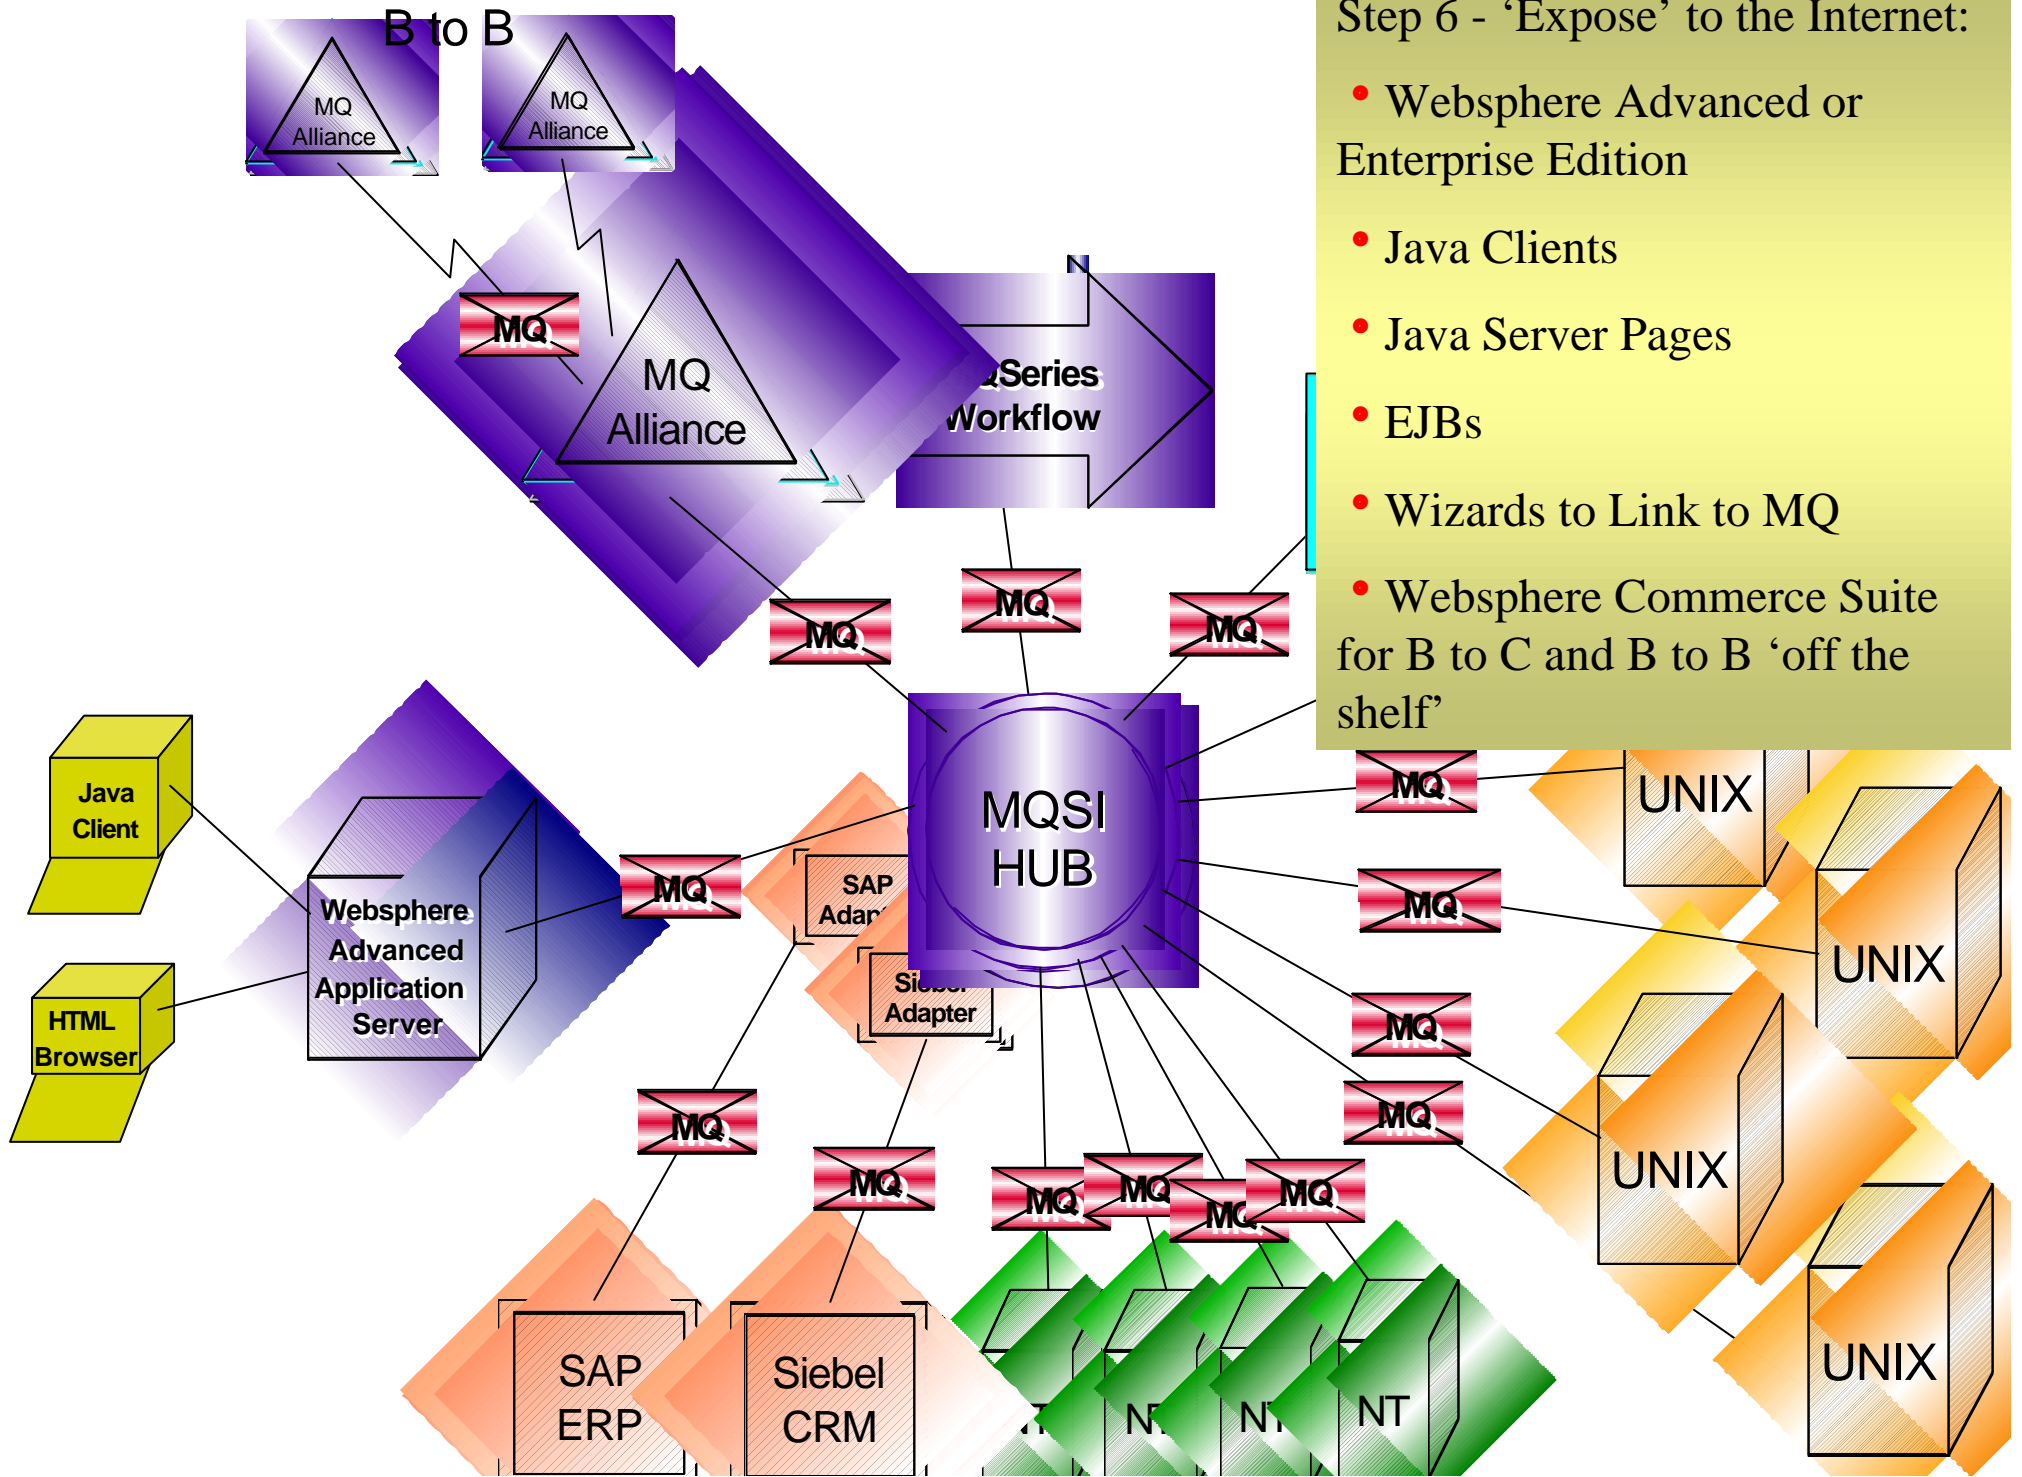 B to B
MQ
Alliance
MQ
Alliance
Step 6 - ‘Expose’ to the Internet:
• Websphere Advanced or
Enterprise Edition
• Java Clients
• Java Server Pages
• EJBs
• Wizards to Link to MQ
• Websphere Commerce Suite
for B to C and B to B ‘off the
shelf’
MQ
MQ
Alliance
QSeries
Workflow
MQ
MQ
MQ
MQSI
HUB
Java
Client
HTML
Browser
Websphere
Advanced
Application
Server
MQ
SAP
Siebel
Adapter
MQ
UNIX
MQ
UNIX
MQ
UNIX
MQ
UNIX
MQ
MQ
MQ
MQ
MQ
MQ
SAP
ERP
Siebel
CRM
NT